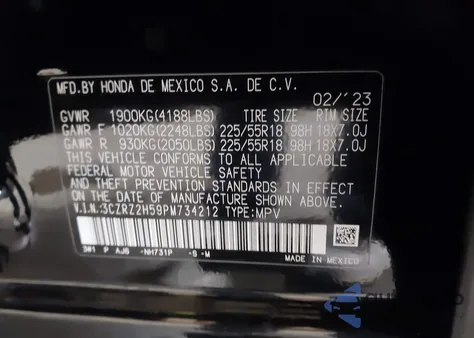 MFD.BY HONDA DE MEXICO S.A. DE C.V.
02/'23
GVWR 1900KG(4188LBS) TIRE SIZE RIM SIZE
GAWR F 1020KG(2248LBS) 225/55R18 98H 18X7.0J
GAWR R 930KG(2050LBS) 225/55R18 98H 18X7.0J
THIS VEHICLE CONFORMS TO ALL APPLICABLE
FEDERAL MOTOR VEHICLE SAFETY
AND THEFT PREVENTION STANDARDS IN EFFECT
ON THE DATE OF MANUFACTURE SHOWN ABOVE.
V.I.N.:3CZRZ2H59PM734212 TYPE:MPV
3W1 P AJ6 -NH731P -S -M